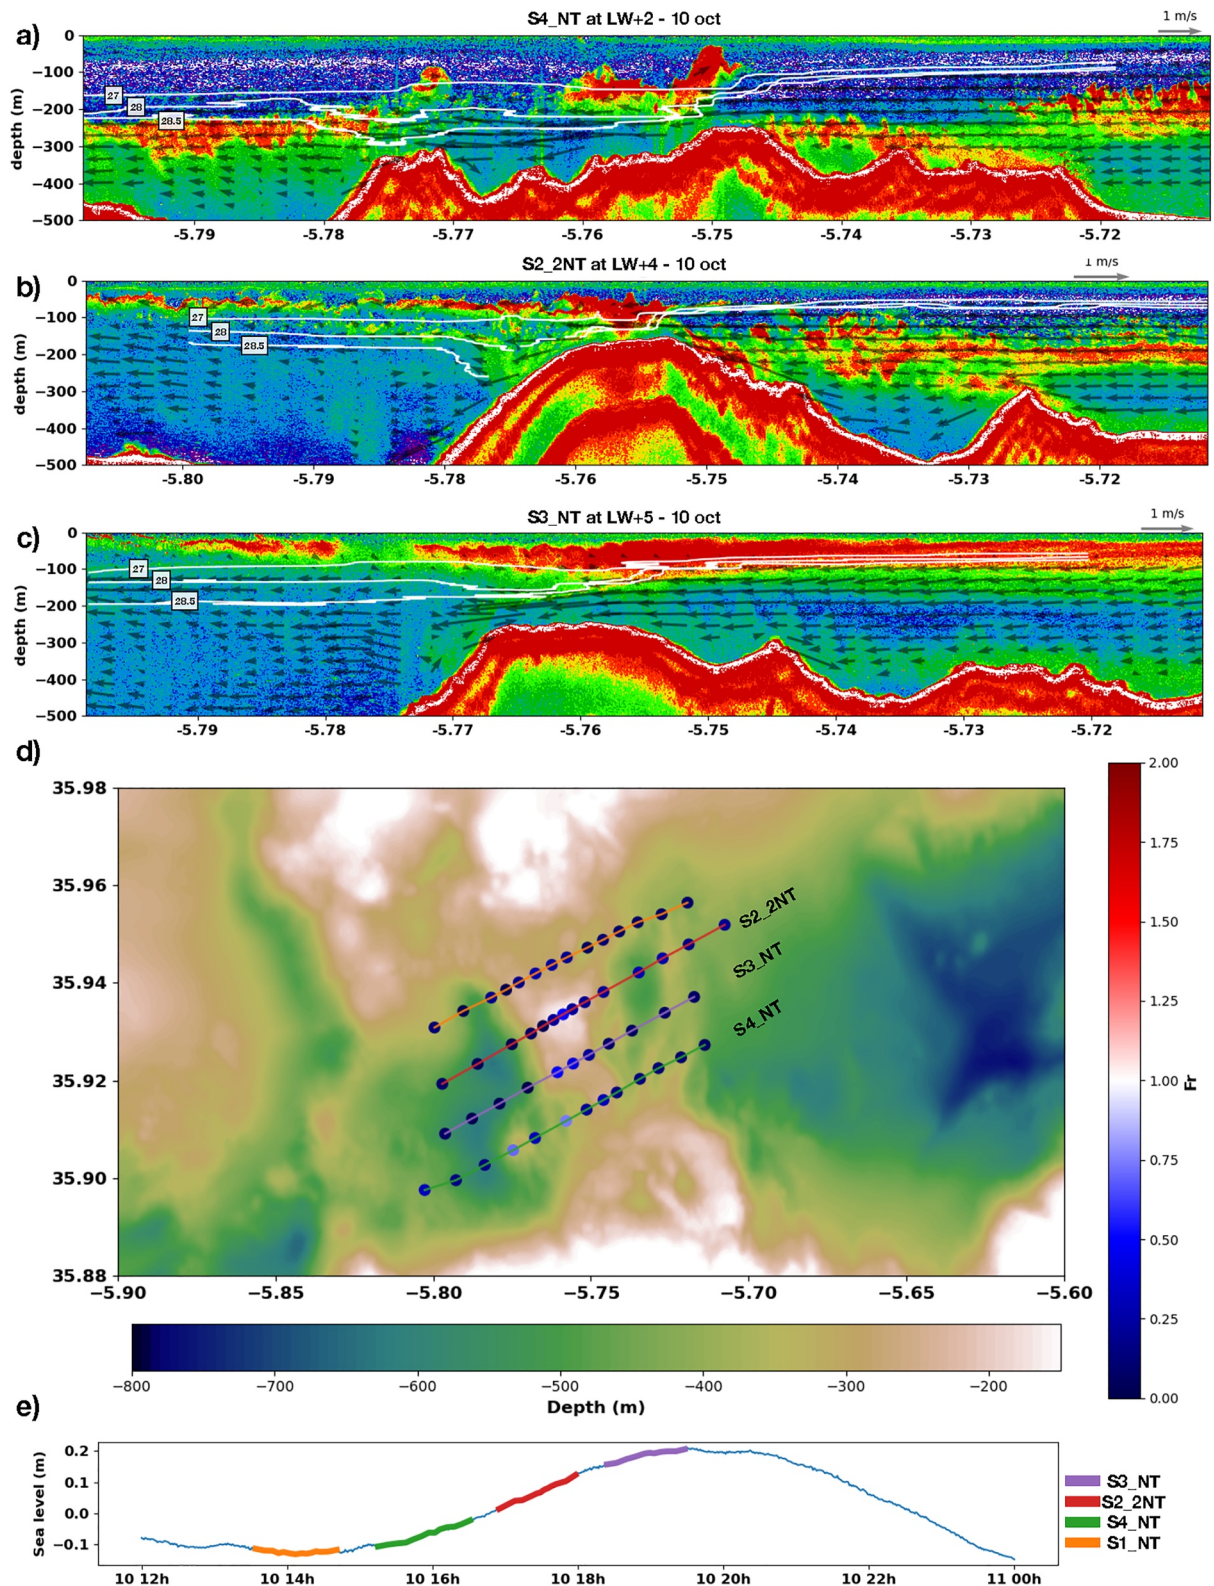 a)
S4_NT at LW+2 - 10 oct
1 m/s
0
−100
−200
−300
−400
−500
depth (m)
27
28
28.5
-5.79 -5.78 -5.77 -5.76 -5.75 -5.74 -5.73 -5.72
b)
S2_2NT at LW+4 - 10 oct
1 m/s
0
−100
−200
−300
−400
−500
depth (m)
27
28
28.5
-5.80 -5.79 -5.78 -5.77 -5.76 -5.75 -5.74 -5.73 -5.72
c)
S3_NT at LW+5 - 10 oct
1 m/s
0
−100
−200
−300
−400
−500
depth (m)
27
28
28.5
-5.79 -5.78 -5.77 -5.76 -5.75 -5.74 -5.73 -5.72
d)
35.98
35.96
35.94
35.92
35.90
35.88
S2_2NT
S3_NT
S4_NT
−5.90 −5.85 −5.80 −5.75 −5.70 −5.65 −5.60
2.00
1.75
1.50
1.25
1.00
0.75
0.50
0.25
0.00
Fr
−800 −700 −600 −500 −400 −300 −200
Depth (m)
e)
Sea level (m)
0.2
0.1
0.0
−0.1
10 12h 10 14h 10 16h 10 18h 10 20h 10 22h 11 00h
S3_NT
S2_2NT
S4_NT
S1_NT